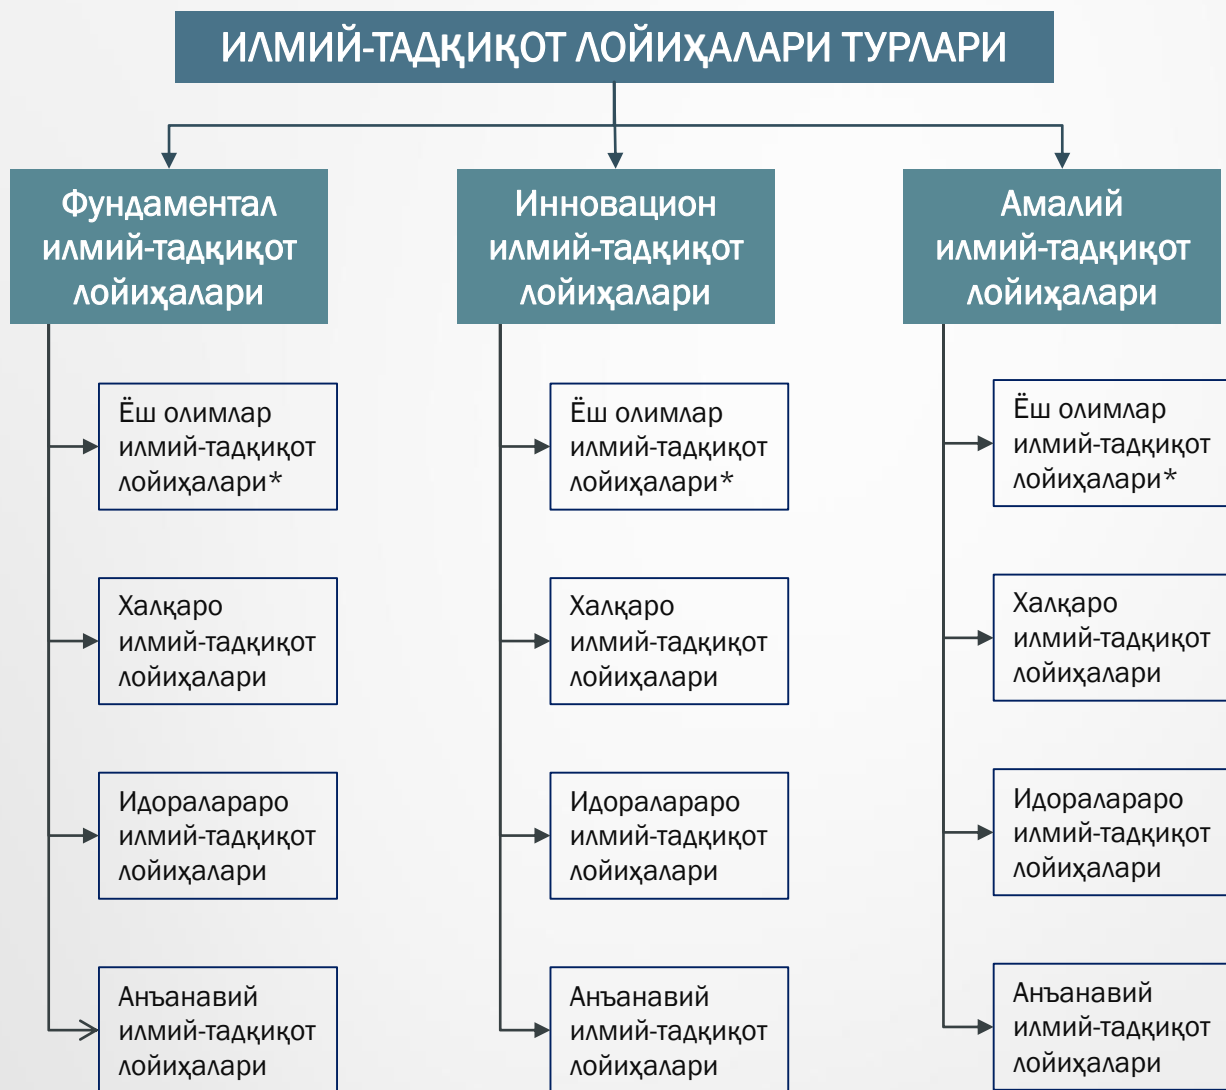 ИЛМИЙ-ТАДҚИҚОТ ЛОЙИҲАЛАРИ ТУРЛАРИ
Фундаментал
илмий-тадқиқот
лойиҳалари
Ёш олимлар
илмий-тадқиқот
лойиҳалари*
Халқаро
илмий-тадқиқот
лойиҳалари
Идоралараро
илмий-тадқиқот
лойиҳалари
Анъанавий
илмий-тадқиқот
лойиҳалари
Инновацион
илмий-тадқиқот
лойиҳалари
Ёш олимлар
илмий-тадқиқот
лойиҳалари*
Халқаро
илмий-тадқиқот
лойиҳалари
Идоралараро
илмий-тадқиқот
лойиҳалари
Анъанавий
илмий-тадқиқот
лойиҳалари
Амалий
илмий-тадқиқот
лойиҳалари
Ёш олимлар
илмий-тадқиқот
лойиҳалари*
Халқаро
илмий-тадқиқот
лойиҳалари
Идоралараро
илмий-тадқиқот
лойиҳалари
Анъанавий
илмий-тадқиқот
лойиҳалари